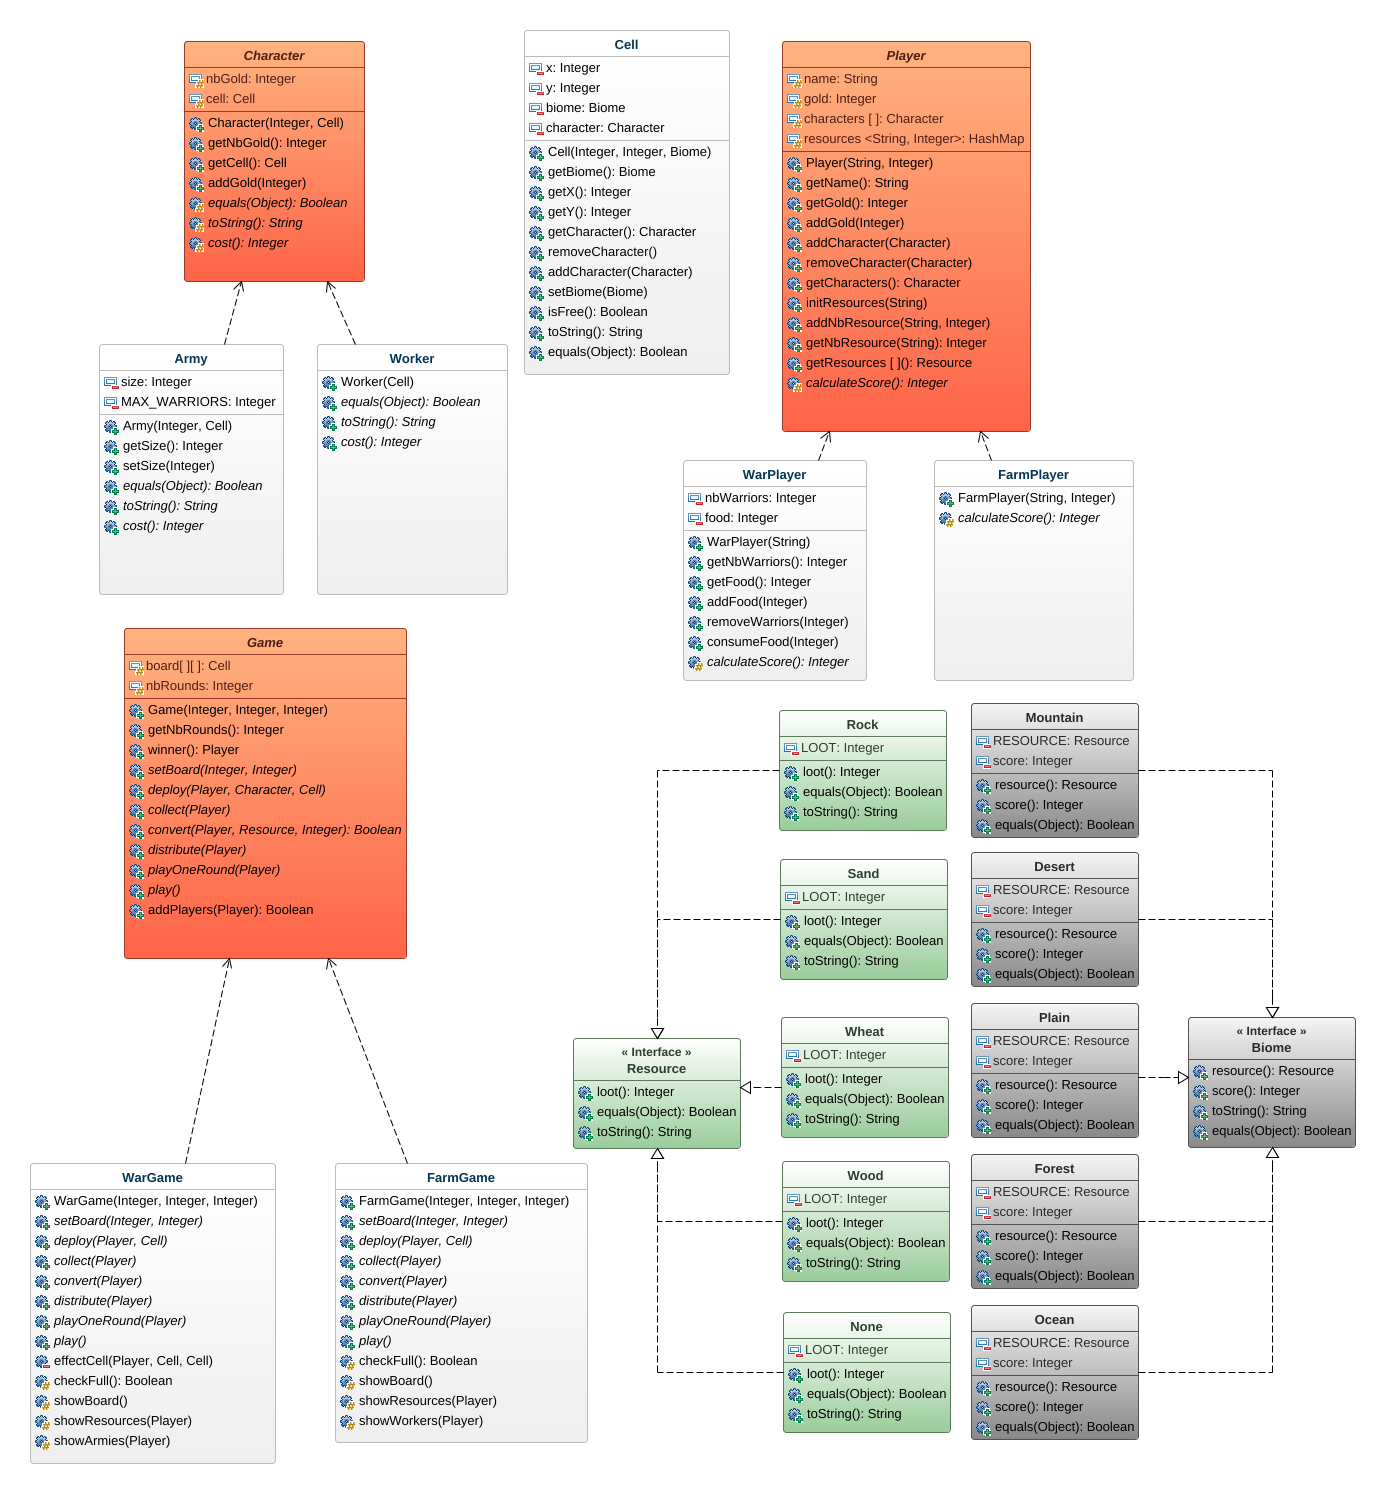 Character
nbGold: Integer
cell: Cell
Character(Integer, Cell)
getNbGold(): Integer
getCell(): Cell
addGold(Integer)
equals(Object): Boolean
toString(): String
cost(): Integer
Cell
x: Integer
y: Integer
biome: Biome
character: Character
Cell(Integer, Integer, Biome)
getBiome(): Biome
getX(): Integer
getY(): Integer
getCharacter(): Character
removeCharacter()
addCharacter(Character)
setBiome(Biome)
isFree(): Boolean
toString(): String
equals(Object): Boolean
Player
name: String
gold: Integer
characters [ ]: Character
resources <String, Integer>: HashMap
Player(String, Integer)
getName(): String
getGold(): Integer
addGold(Integer)
addCharacter(Character)
removeCharacter(Character)
getCharacters(): Character
initResources(String)
addNbResource(String, Integer)
getNbResource(String): Integer
getResources [ ](): Resource
calculateScore(): Integer
Army
size: Integer
MAX_WARRIORS: Integer
Army(Integer, Cell)
getSize(): Integer
setSize(Integer)
equals(Object): Boolean
toString(): String
cost(): Integer
Worker
Worker(Cell)
equals(Object): Boolean
toString(): String
cost(): Integer
WarPlayer
nbWarriors: Integer
food: Integer
WarPlayer(String)
getNbWarriors(): Integer
getFood(): Integer
addFood(Integer)
removeWarriors(Integer)
consumeFood(Integer)
calculateScore(): Integer
FarmPlayer
FarmPlayer(String, Integer)
calculateScore(): Integer
Game
board[ ][ ]: Cell
nbRounds: Integer
Game(Integer, Integer, Integer)
getNbRounds(): Integer
winner(): Player
setBoard(Integer, Integer)
deploy(Player, Character, Cell)
collect(Player)
convert(Player, Resource, Integer): Boolean
distribute(Player)
playOneRound(Player)
play()
addPlayers(Player): Boolean
Rock
LOOT: Integer
loot(): Integer
equals(Object): Boolean
toString(): String
Mountain
RESOURCE: Resource
score: Integer
resource(): Resource
score(): Integer
equals(Object): Boolean
Sand
LOOT: Integer
loot(): Integer
equals(Object): Boolean
toString(): String
Desert
RESOURCE: Resource
score: Integer
resource(): Resource
score(): Integer
equals(Object): Boolean
« Interface »
Resource
loot(): Integer
equals(Object): Boolean
toString(): String
Wheat
LOOT: Integer
loot(): Integer
equals(Object): Boolean
toString(): String
Plain
RESOURCE: Resource
score: Integer
resource(): Resource
score(): Integer
equals(Object): Boolean
« Interface »
Biome
resource(): Resource
score(): Integer
toString(): String
equals(Object): Boolean
WarGame
WarGame(Integer, Integer, Integer)
setBoard(Integer, Integer)
deploy(Player, Cell)
collect(Player)
convert(Player)
distribute(Player)
playOneRound(Player)
play()
effectCell(Player, Cell, Cell)
checkFull(): Boolean
showBoard()
showResources(Player)
showArmies(Player)
FarmGame
FarmGame(Integer, Integer, Integer)
setBoard(Integer, Integer)
deploy(Player, Cell)
collect(Player)
convert(Player)
distribute(Player)
playOneRound(Player)
play()
checkFull(): Boolean
showBoard()
showResources(Player)
showWorkers(Player)
Wood
LOOT: Integer
loot(): Integer
equals(Object): Boolean
toString(): String
Forest
RESOURCE: Resource
score: Integer
resource(): Resource
score(): Integer
equals(Object): Boolean
None
LOOT: Integer
loot(): Integer
equals(Object): Boolean
toString(): String
Ocean
RESOURCE: Resource
score: Integer
resource(): Resource
score(): Integer
equals(Object): Boolean